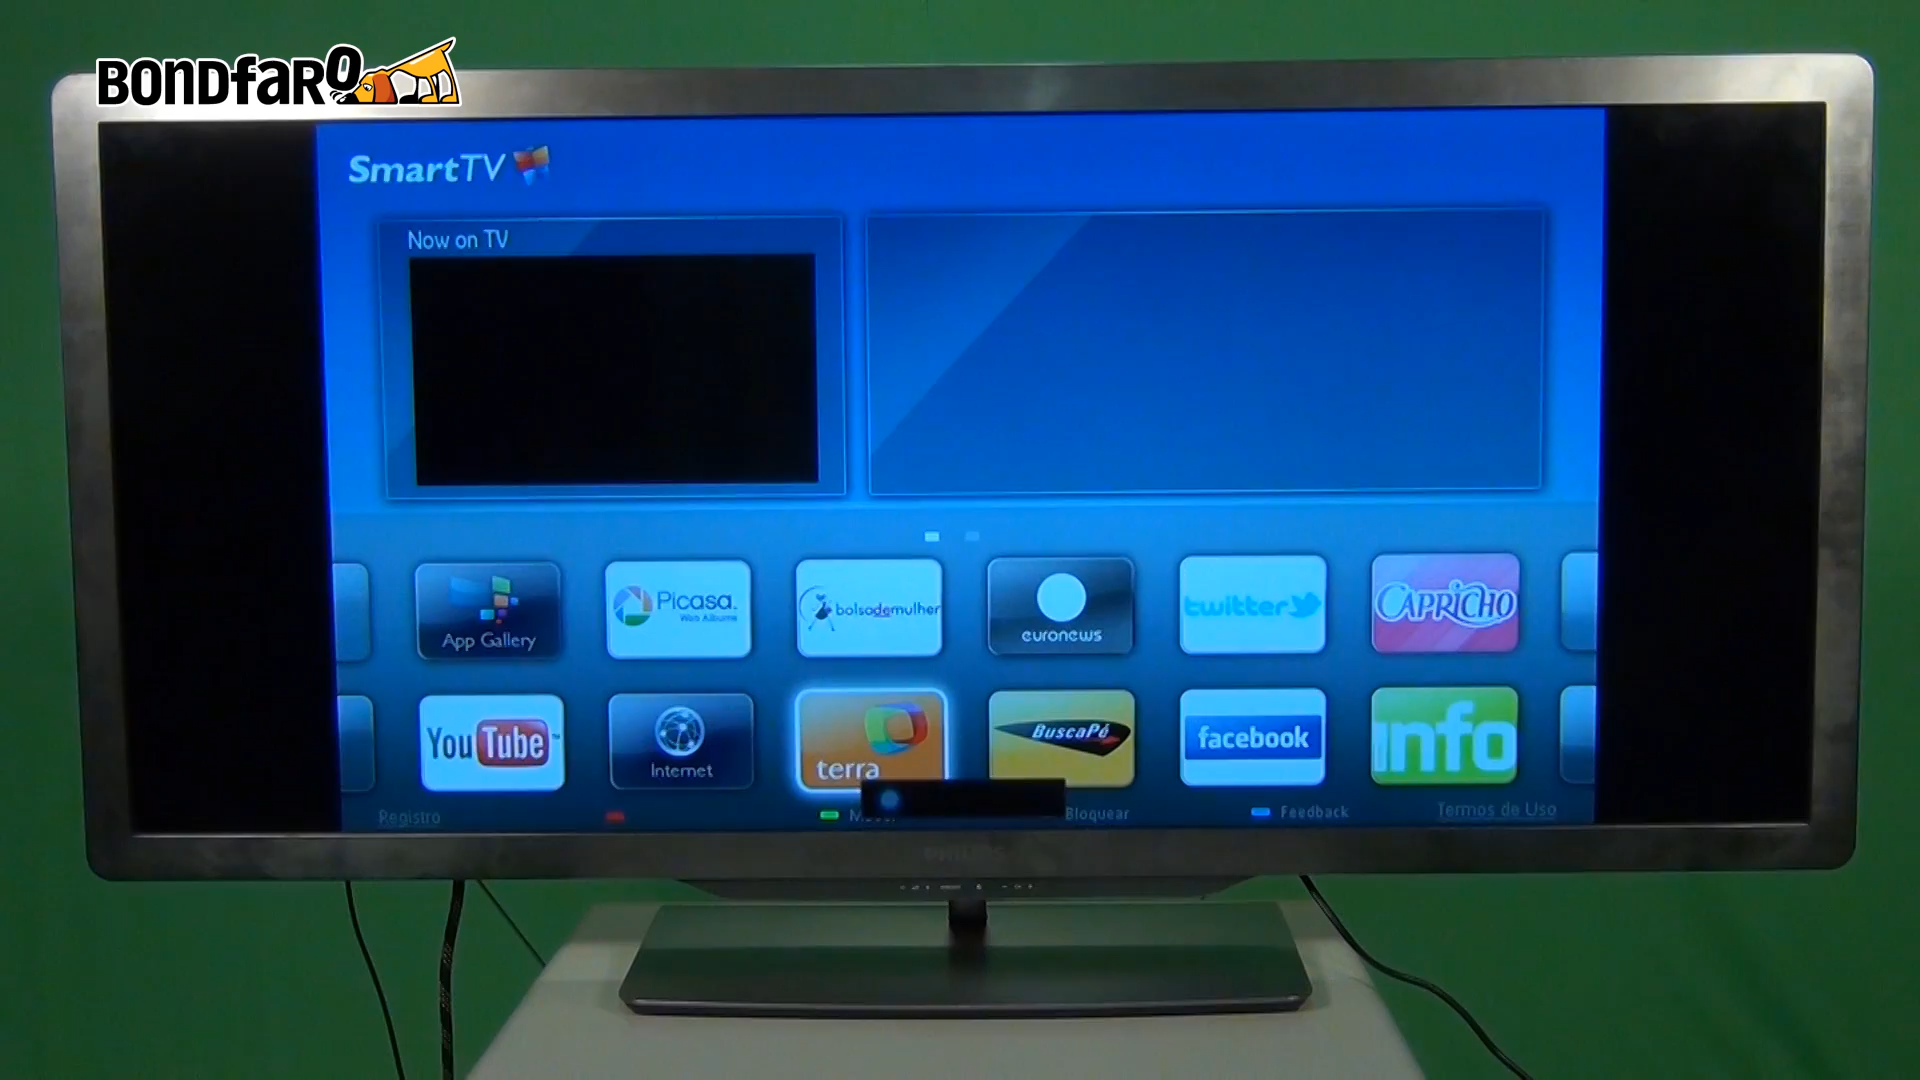 BONDFARO
SmartTV
Now on TV
App Gallery
Picasa.
Web Albums
bolsademulher
euronews
twitter
CAPRICHO
YouTube
Internet
terra
BuscaPé
facebook
info
Registro
Bloquear
Feedback
Termos de Uso
PHILIPS